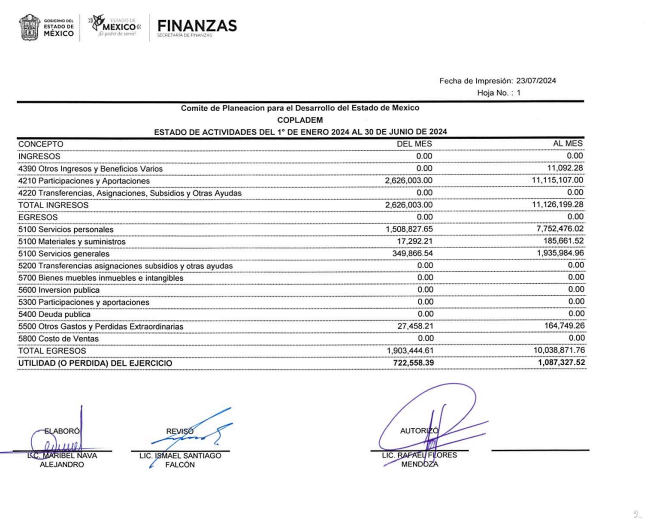 GOBIERNO DEL
ESTADO DE
MÉXICO
ESTADO DE
MÉXICO
¡El poder de servir!
FINANZAS
SECRETARÍA DE FINANZAS
Fecha de Impresión: 23/07/2024
Hoja No. : 1
Comite de Planeacion para el Desarrollo del Estado de Mexico
COPLADEM
ESTADO DE ACTIVIDADES DEL 1° DE ENERO 2024 AL 30 DE JUNIO DE 2024
CONCEPTO DEL MES AL MES
INGRESOS 0.00 0.00
4390 Otros Ingresos y Beneficios Varios 0.00 11,092.28
4210 Participaciones y Aportaciones 2,626,003.00 11,115,107.00
4220 Transferencias, Asignaciones, Subsidios y Otras Ayudas 0.00 0.00
TOTAL INGRESOS 2,626,003.00 11,126,199.28
EGRESOS 0.00 0.00
5100 Servicios personales 1,508,827.65 7,752,476.02
5100 Materiales y suministros 17,292.21 185,661.52
5100 Servicios generales 349,866.54 1,935,984.96
5200 Transferencias asignaciones subsidios y otras ayudas 0.00 0.00
5700 Bienes muebles inmuebles e intangibles 0.00 0.00
5600 Inversion publica 0.00 0.00
5300 Participaciones y aportaciones 0.00 0.00
5400 Deuda publica 0.00 0.00
5500 Otros Gastos y Perdidas Extraordinarias 27,458.21 164,749.26
5800 Costo de Ventas 0.00 0.00
TOTAL EGRESOS 1,903,444.61 10,038,871.76
UTILIDAD (O PERDIDA) DEL EJERCICIO 722,558.39 1,087,327.52
ELABORÓ REVISÓ AUTORIZÓ
LIC. MARIBEL NAVA LIC. ISMAEL SANTIAGO LIC. RAFAEL FLORES
ALEJANDRO FALCÓN MENDOZA